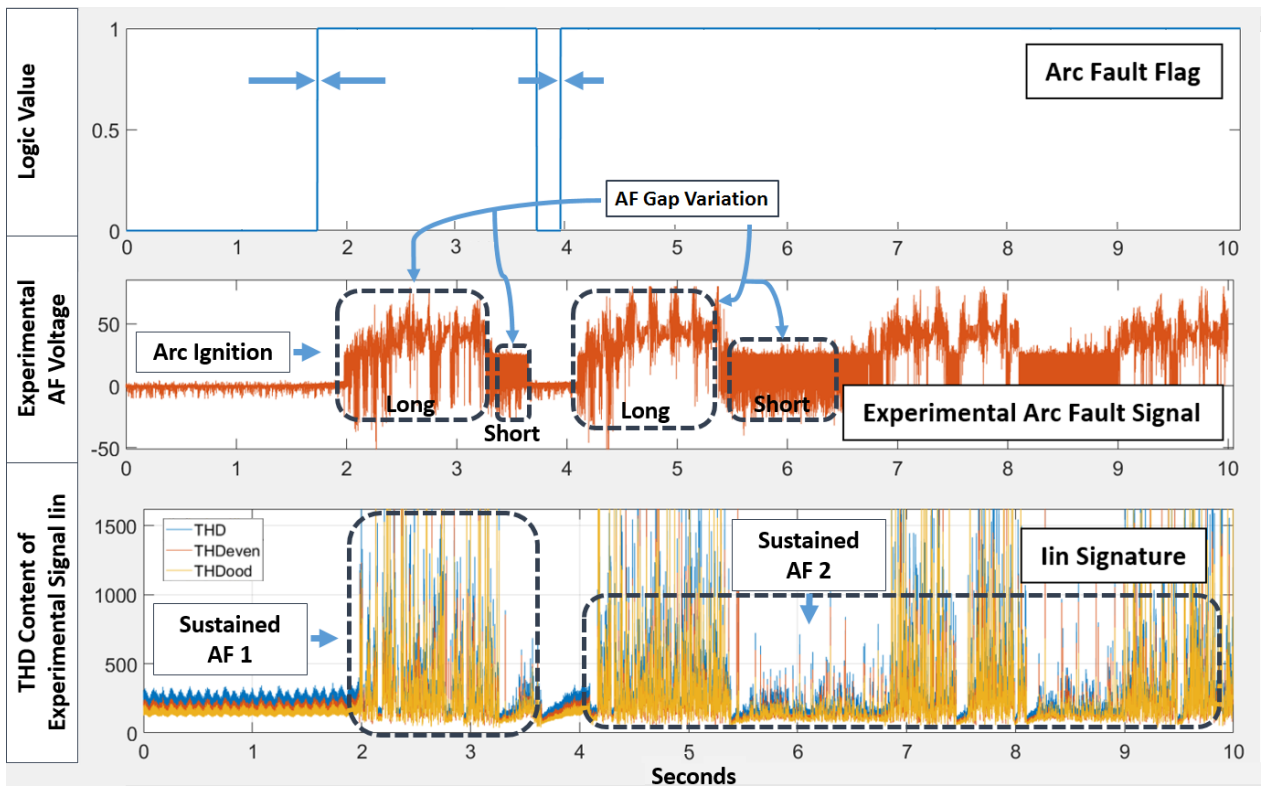 Logic Value
1
0.5
0
Arc Fault Flag
0 1 2 3 4 5 6 7 8 9 10
AF Gap Variation
Experimental
AF Voltage
50
0
-50
Arc Ignition
Long
Short
Long
Short
Experimental Arc Fault Signal
0 1 2 3 4 5 6 7 8 9 10
THD Content of
Experimental Signal Iin
1500
1000
500
0
THD
THDeven
THDood
Sustained
AF 1
Sustained
AF 2
Iin Signature
0 1 2 3 4 5 6 7 8 9 10
Seconds